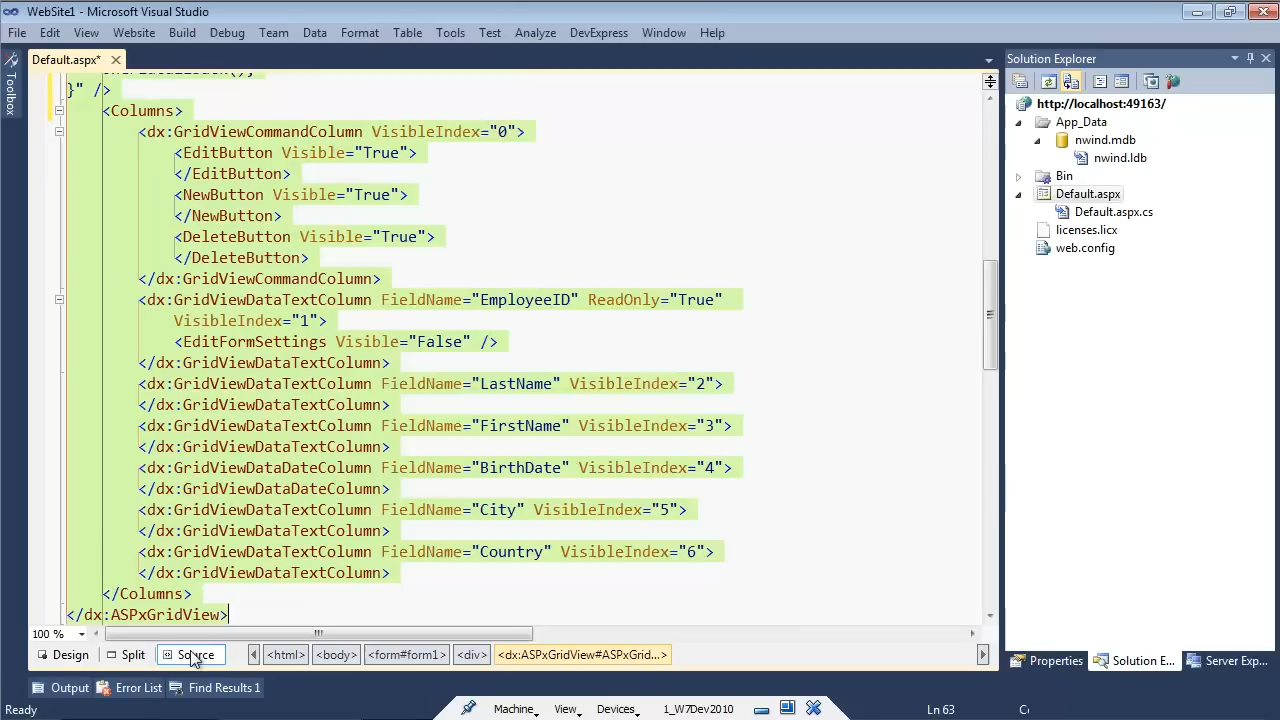 WebSite1 - Microsoft Visual Studio
File Edit View Website Build Debug Team Data Format Table Tools Test Analyze DevExpress Window Help
Default.aspx*
Toolbox
}" />
<Columns>
<dx:GridViewCommandColumn VisibleIndex="0">
<EditButton Visible="True">
</EditButton>
<NewButton Visible="True">
</NewButton>
<DeleteButton Visible="True">
</DeleteButton>
</dx:GridViewCommandColumn>
<dx:GridViewDataTextColumn FieldName="EmployeeID" ReadOnly="True"
VisibleIndex="1">
<EditFormSettings Visible="False" />
</dx:GridViewDataTextColumn>
<dx:GridViewDataTextColumn FieldName="LastName" VisibleIndex="2">
</dx:GridViewDataTextColumn>
<dx:GridViewDataTextColumn FieldName="FirstName" VisibleIndex="3">
</dx:GridViewDataTextColumn>
<dx:GridViewDataDateColumn FieldName="BirthDate" VisibleIndex="4">
</dx:GridViewDataDateColumn>
<dx:GridViewDataTextColumn FieldName="City" VisibleIndex="5">
</dx:GridViewDataTextColumn>
<dx:GridViewDataTextColumn FieldName="Country" VisibleIndex="6">
</dx:GridViewDataTextColumn>
</Columns>
</dx:ASPxGridView>
100 %
Design Split Source <html> <body> <form#form1> <div> <dx:ASPxGridView#ASPxGrid...>
Solution Explorer
http://localhost:49163/
App_Data
nwind.mdb
nwind.ldb
Bin
Default.aspx
Default.aspx.cs
licenses.licx
web.config
Properties Solution E... Server Exp...
Output Error List Find Results 1
Ready Machine View Devices 1_W7Dev2010 Ln 63